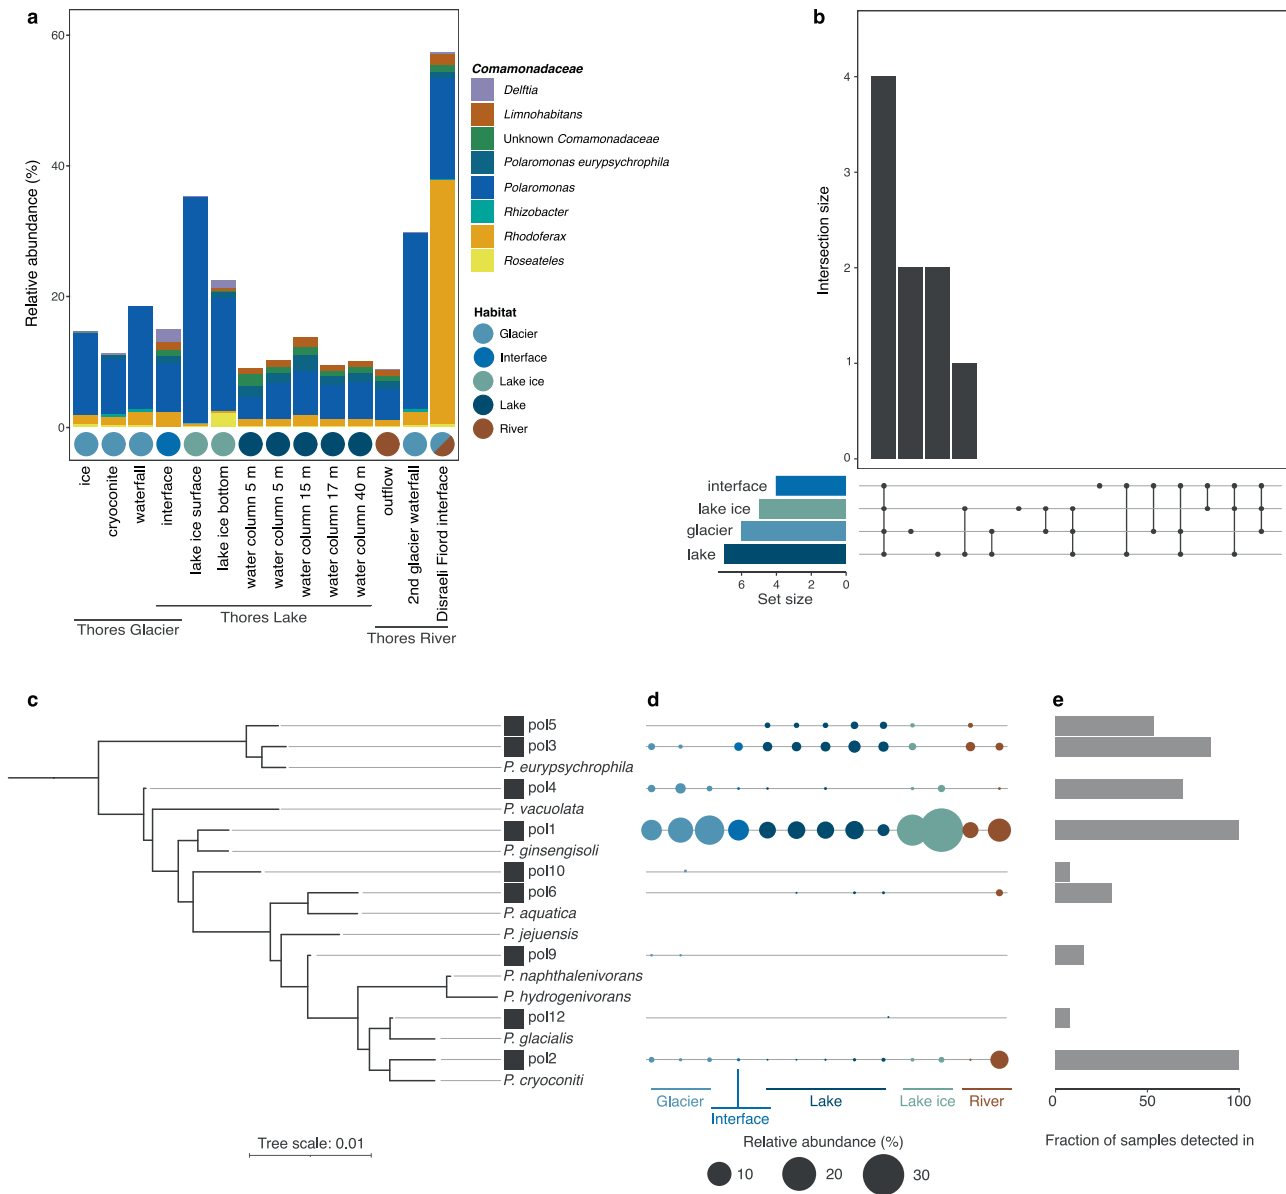 a
60
40
20
0
Relative abundance (%)
Comamonadaceae
Delftia
Limnohabitans
Unknown Comamonadaceae
Polaromonas eurypsychrophila
Polaromonas
Rhizobacter
Rhodoferax
Roseateles
Habitat
Glacier
Interface
Lake ice
Lake
River
ice
cryoconite
waterfall
interface
lake ice surface
lake ice bottom
water column 5 m
water column 5 m
water column 15 m
water column 17 m
water column 40 m
outflow
2nd glacier waterfall
Disraeli Fiord interface
Thores Glacier
Thores Lake
Thores River
b
4
3
2
1
0
Intersection size
interface
lake ice
glacier
lake
6 4 2 0
Set size
c
pol5
pol3
P. eurypsychrophila
pol4
P. vacuolata
pol1
P. ginsengisoli
pol10
pol6
P. aquatica
P. jejuensis
pol9
P. naphthalenivorans
P. hydrogenivorans
pol12
P. glacialis
pol2
P. cryoconiti
Tree scale: 0.01
d
Glacier
Interface
Lake
Lake ice
River
Relative abundance (%)
10 20 30
e
0 50 100
Fraction of samples detected in